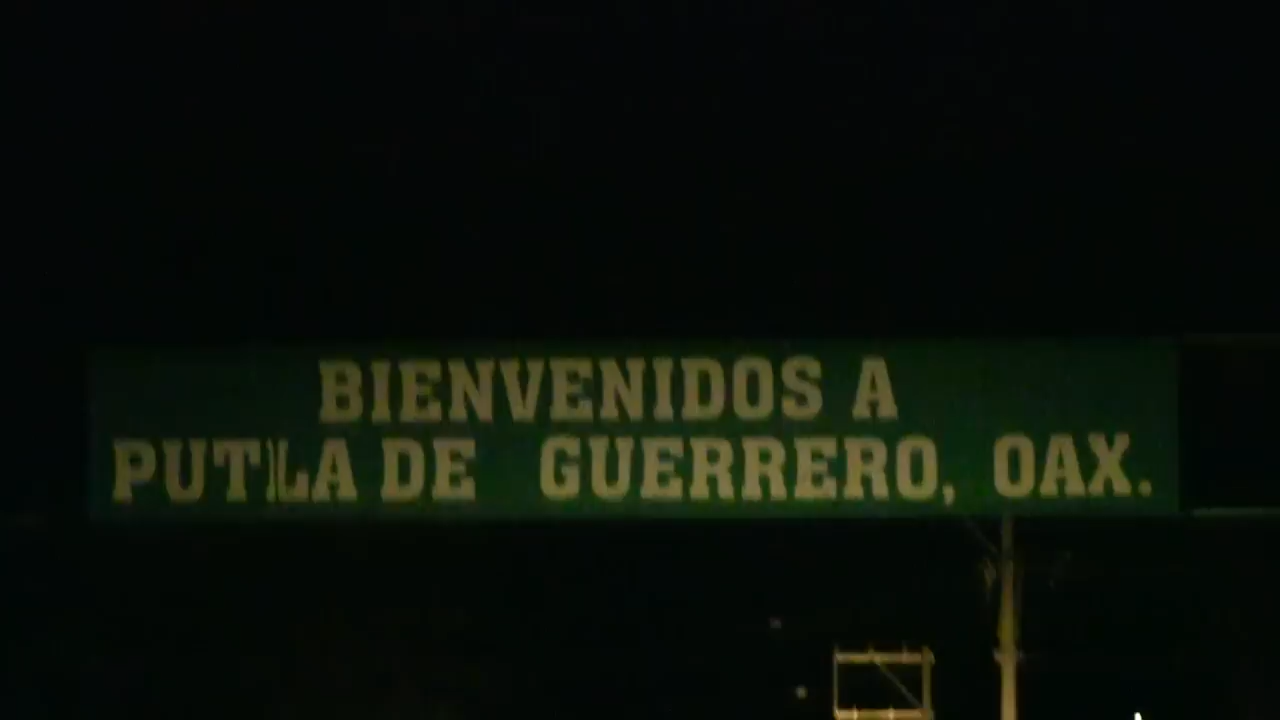 BIENVENIDOS A
PUTLA DE GUERRERO, OAX.